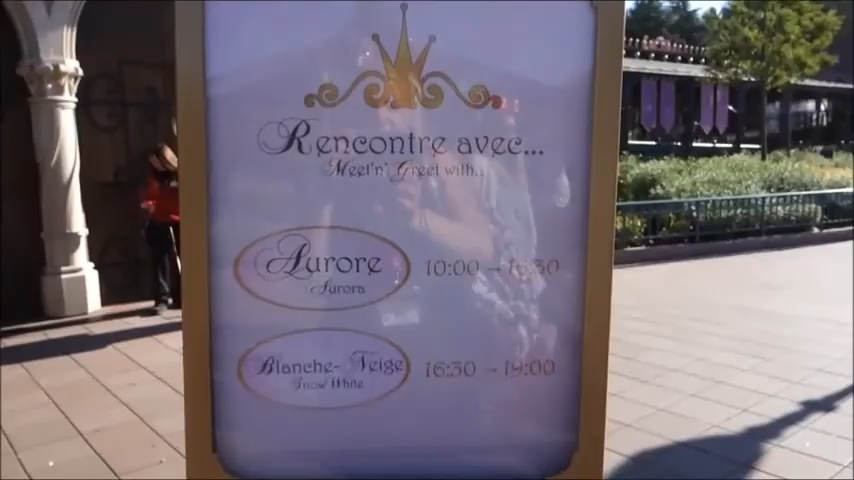 Rencontre avec...
Meet'n' Greet with...
Aurore
Aurora
10:00 - 16:30
Blanche-Neige
Snow White
16:30 - 19:00